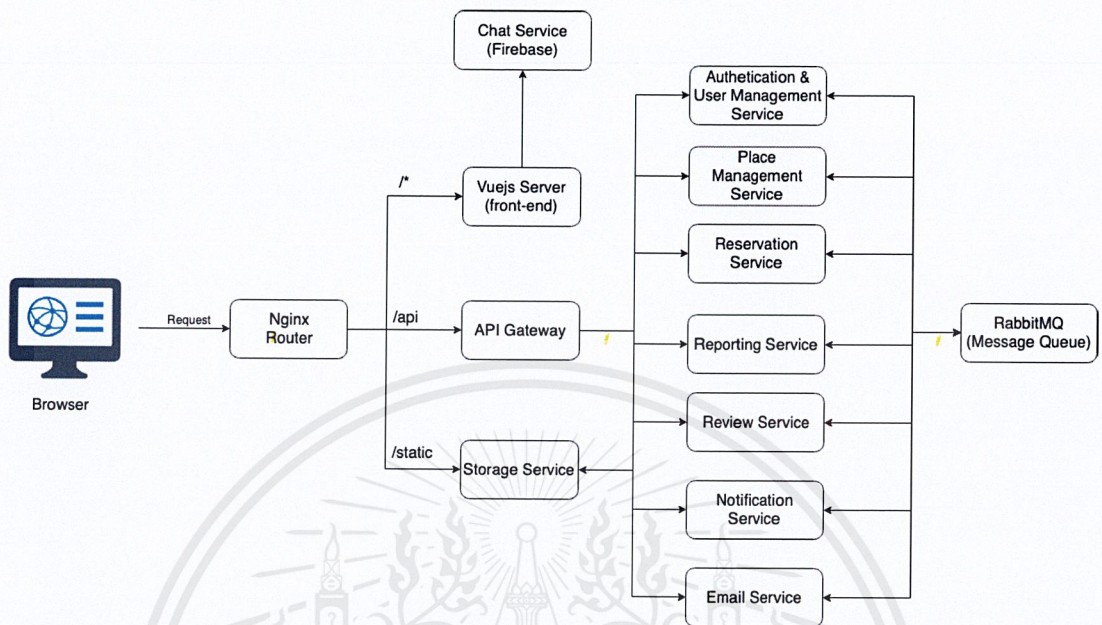 Chat Service
(Firebase)
Authetication &
User Management
Service
Place
Management
Service
/*
Vuejs Server
(front-end)
Reservation
Service
Request
Nginx
Router
/api
API Gateway
Reporting Service
RabbitMQ
(Message Queue)
Browser
Review Service
/static
Storage Service
Notification
Service
Email Service